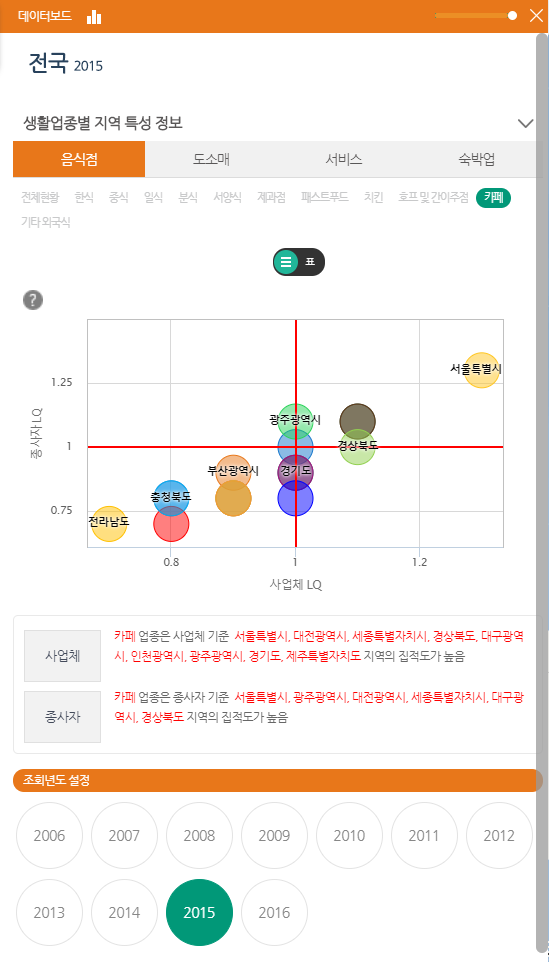 데이터보드
전국 2015
생활업종별 지역 특성 정보
음식점 도소매 서비스 숙박업
전체현황 한식 중식 일식 분식 서양식 제과점 패스트푸드 치킨 호프 및 간이주점 카페
기타 외국식
표
?
서울특별시
1.25
광주광역시
종사자 LQ
1
경상북도
부산광역시 경기도
충청북도
0.75
전라남도
0.8 1 1.2
사업체 LQ
사업체
카페 업종은 사업체 기준 서울특별시, 대전광역시, 세종특별자치시, 경상북도, 대구광역
시, 인천광역시, 광주광역시, 경기도, 제주특별자치도 지역의 집적도가 높음
종사자
카페 업종은 종사자 기준 서울특별시, 광주광역시, 대전광역시, 세종특별자치시, 대구광
역시, 경상북도 지역의 집적도가 높음
조회년도 설정
2006 2007 2008 2009 2010 2011 2012
2013 2014 2015 2016